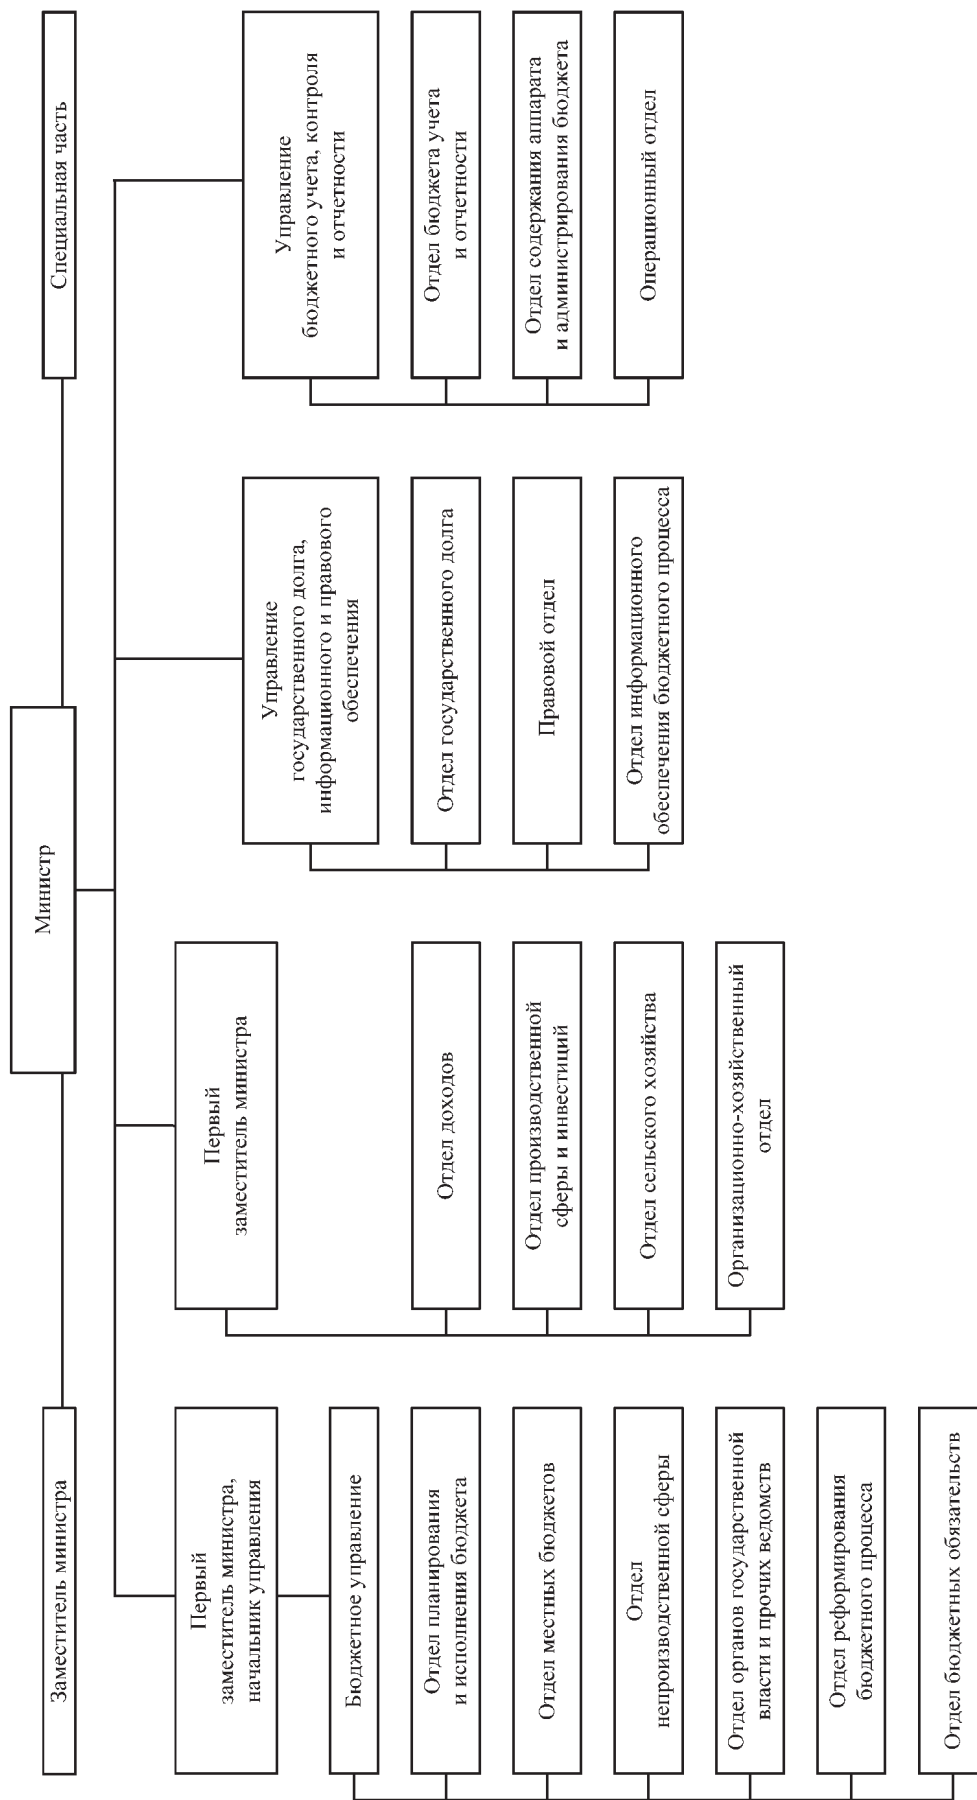 Министр
Заместитель министра
Специальная часть
Первый
заместитель министра,
начальник управления
Бюджетное управление
Отдел планирования
и исполнения бюджета
Отдел местных бюджетов
Отдел
непроизводственной сферы
Отдел органов государственной
власти и прочих ведомств
Отдел реформирования
бюджетного процесса
Отдел бюджетных обязательств
Первый
заместитель министра
Отдел доходов
Отдел производственной
сферы и инвестиций
Отдел сельского хозяйства
Организационно-хозяйственный
отдел
Управление
государственного долга,
информационного и правового
обеспечения
Отдел государственного долга
Правовой отдел
Отдел информационного
обеспечения бюджетного процесса
Управление
бюджетного учета, контроля
и отчетности
Отдел бюджета учета
и отчетности
Отдел содержания аппарата
и администрирования бюджета
Операционный отдел